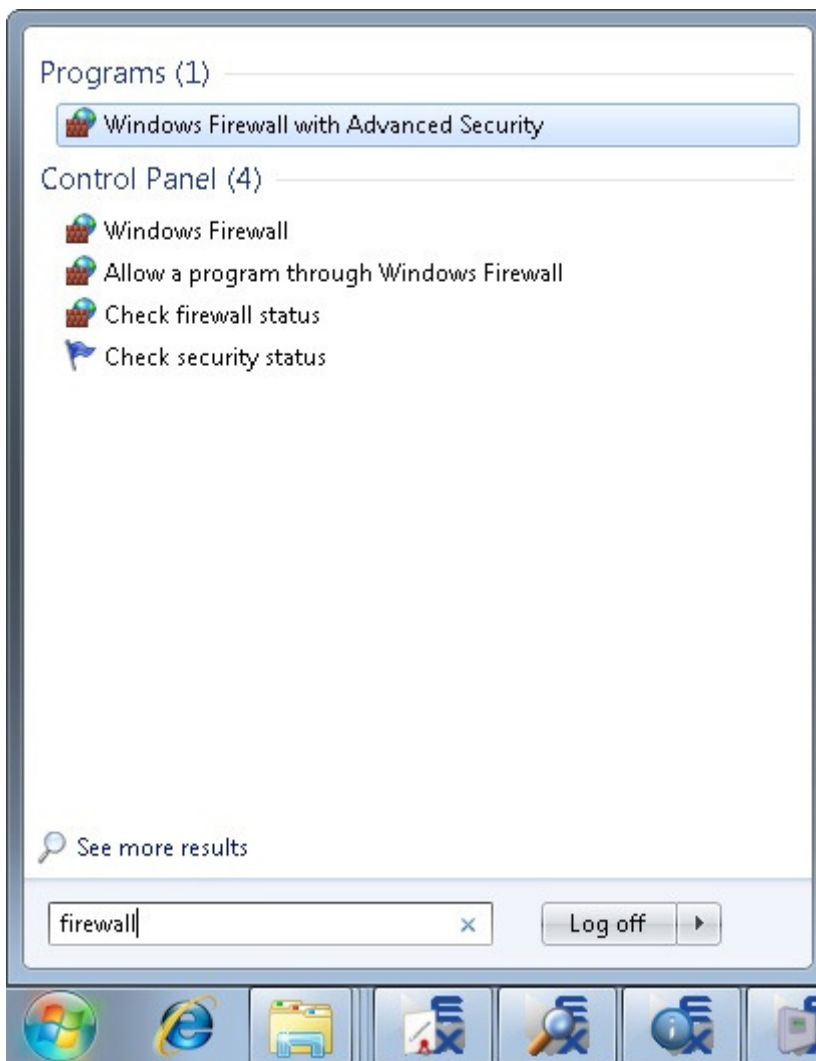 Programs (1)
Windows Firewall with Advanced Security
Control Panel (4)
Windows Firewall
Allow a program through Windows Firewall
Check firewall status
Check security status
See more results
firewall
Log off